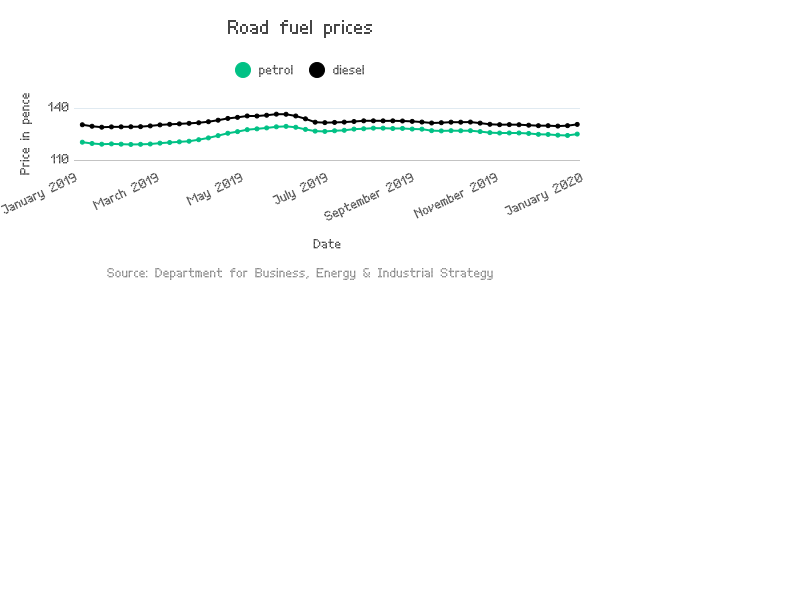 Road fuel prices
petrol
diesel
Price in pence
140
110
January 2019
March 2019
May 2019
July 2019
September 2019
November 2019
January 2020
Date
Source: Department for Business, Energy & Industrial Strategy